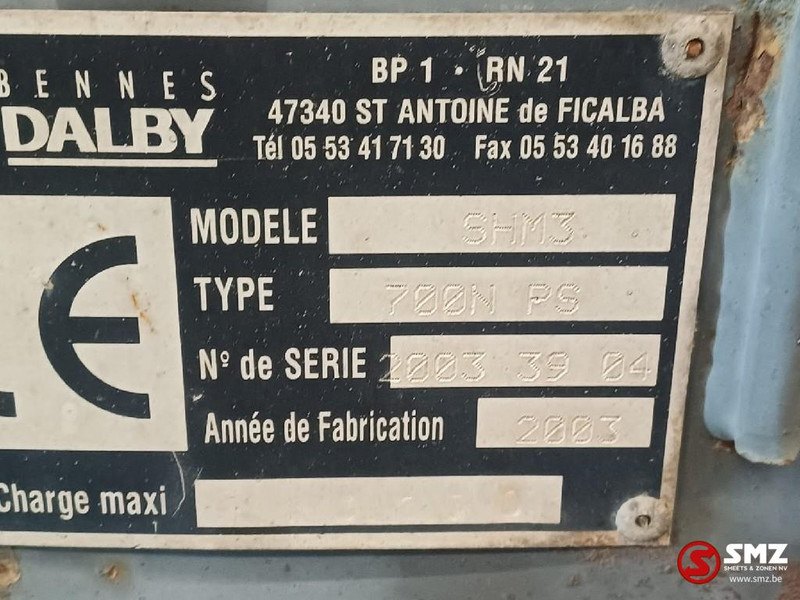 BENNES
DALBY
BP 1 · RN 21
47340 ST ANTOINE de FICALBA
Tél 05 53 41 71 30 Fax 05 53 40 16 88
CE
MODELE SHM3
TYPE 700N PS
Nº de SERIE 2003 39 04
Année de Fabrication 2003
Charge maxi
SMZ
SMEETS & ZONEN NV
www.smz.be